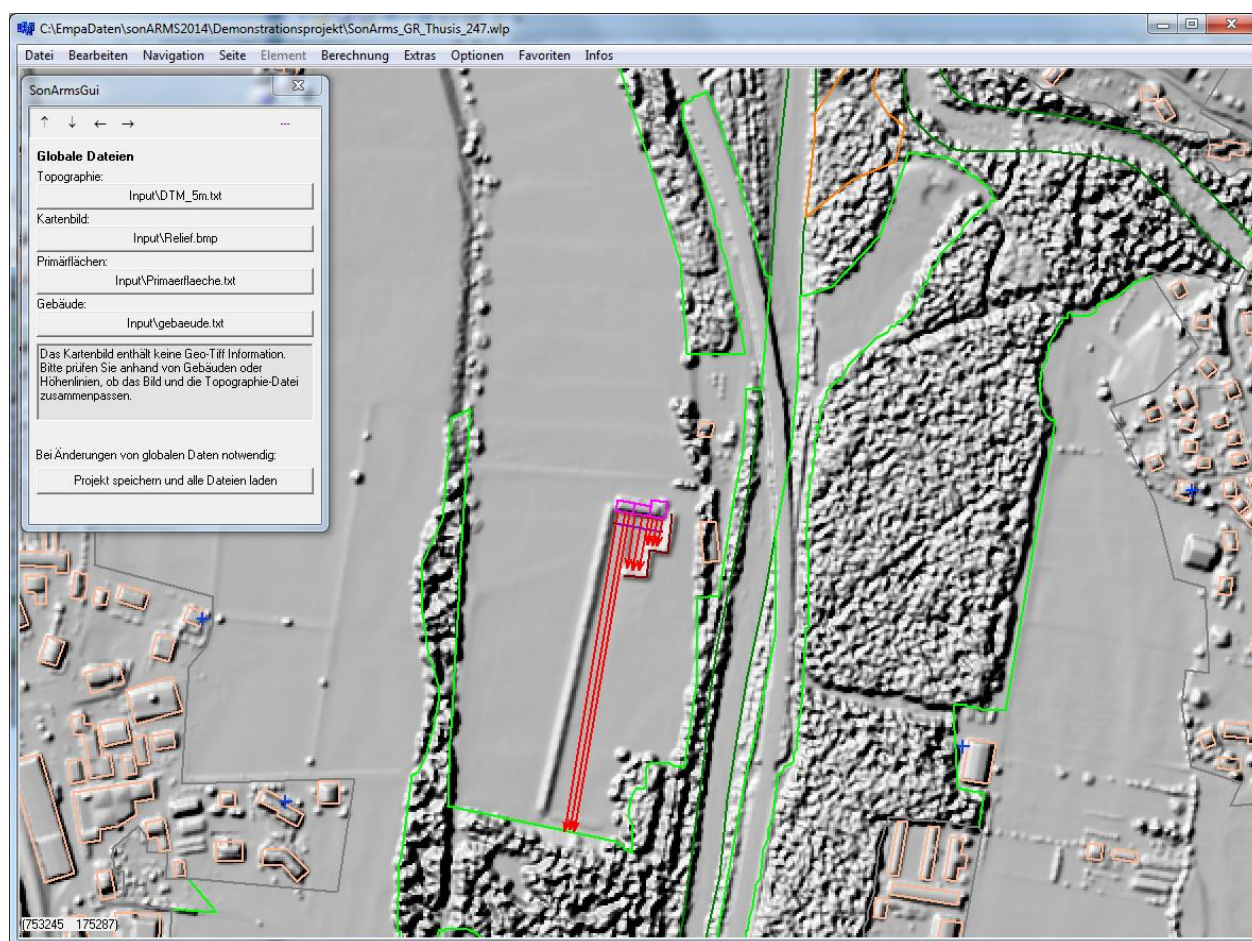 C:\EmpaDaten\sonARMS2014\Demonstrationsprojekt\SonArms_GR_Thusis_247.wlp
Datei Bearbeiten Navigation Seite Element Berechnung Extras Optionen Favoriten Infos
SonArmsGui
↑ ↓ ← → ...
Globale Dateien
Topographie:
Input\DTM_5m.txt
Kartenbild:
Input\Relief.bmp
Primärflächen:
Input\Primaerflaeche.txt
Gebäude:
Input\gebaeude.txt
Das Kartenbild enthält keine Geo-Tiff Information.
Bitte prüfen Sie anhand von Gebäuden oder
Höhenlinien, ob das Bild und die Topographie-Datei
zusammenpassen.
Bei Änderungen von globalen Daten notwendig:
Projekt speichern und alle Dateien laden
(753245 175287)